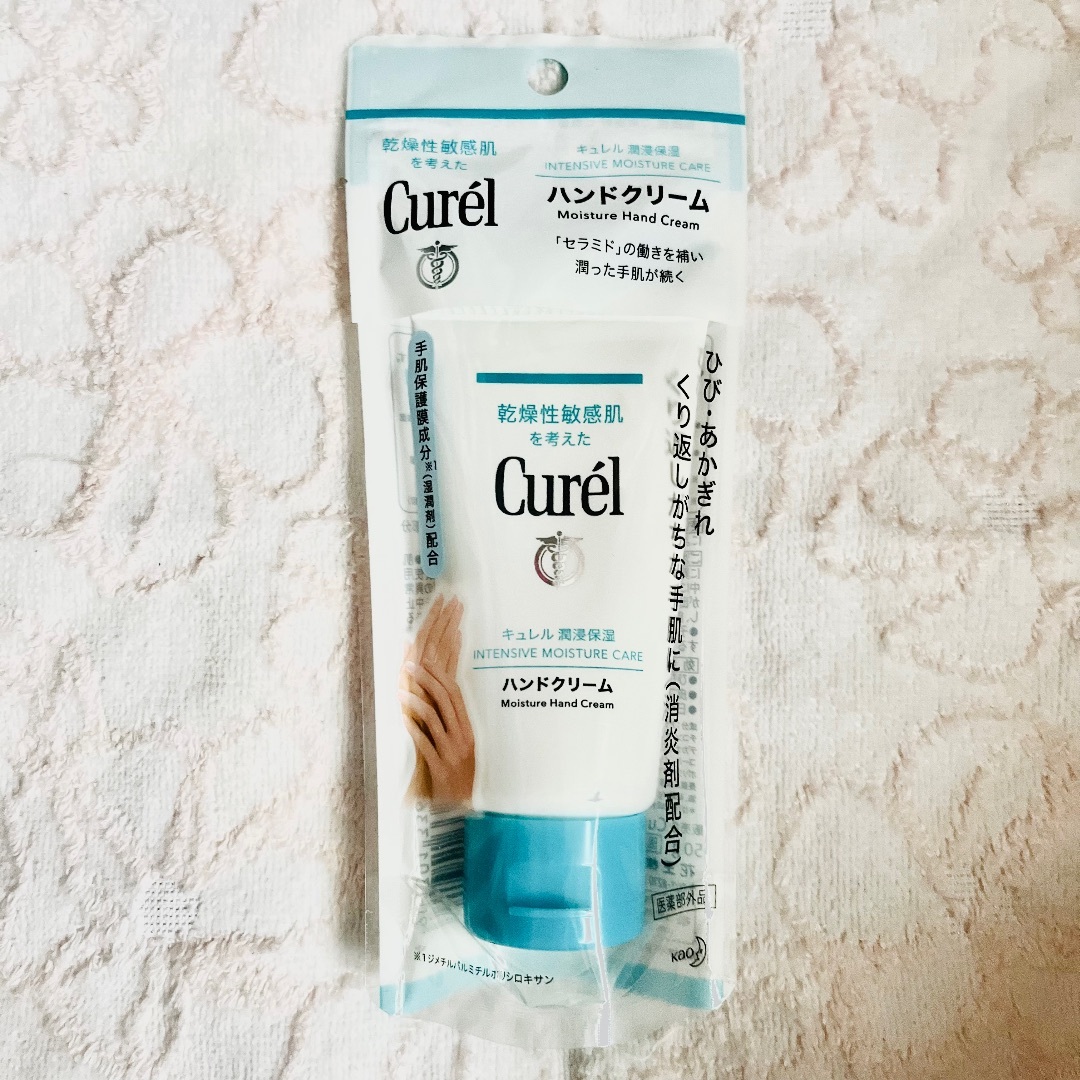 乾燥性敏感肌
を考えた
Curél
キュレル 潤浸保湿
INTENSIVE MOISTURE CARE
ハンドクリーム
Moisture Hand Cream
「セラミド」の働きを補い
潤った手肌が続く
手肌保護膜成分※1(湿潤剤)配合
ひび・あかぎれ
くり返しがちな手肌に(消炎剤配合)
乾燥性敏感肌
を考えた
Curél
キュレル 潤浸保湿
INTENSIVE MOISTURE CARE
ハンドクリーム
Moisture Hand Cream
医薬部外品
Kao
※1 ジメチルパルミチルポリシロキサン